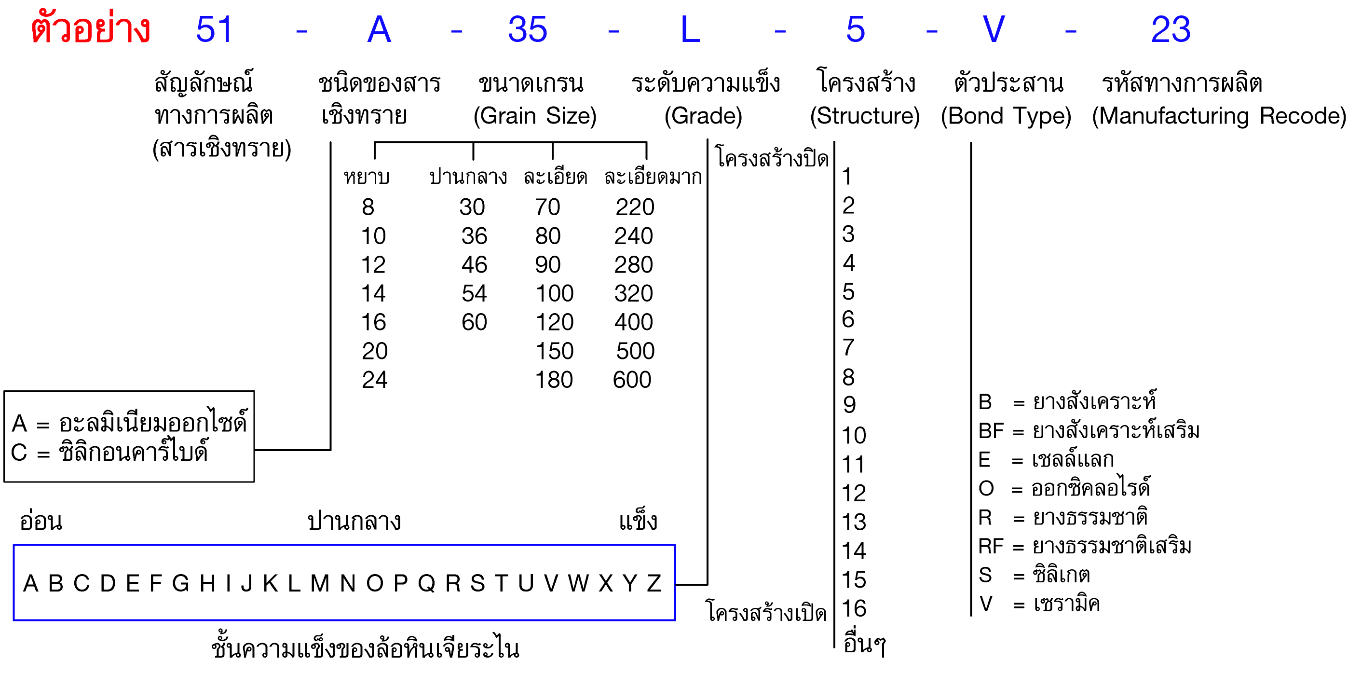 ตัวอย่าง 51 - A - 35 - L - 5 - V - 23
สัญลักษณ์
ทางการผลิต
(สารเชิงทราย)
ชนิดของสาร
เชิงทราย
ขนาดเกรน
(Grain Size)
ระดับความแข็ง
(Grade)
โครงสร้าง
(Structure)
ตัวประสาน
(Bond Type)
รหัสทางการผลิต
(Manufacturing Recode)
หยาบ ปานกลาง ละเอียด ละเอียดมาก
8 30 70 220
10 36 80 240
12 46 90 280
14 54 100 320
16 60 120 400
20 150 500
24 180 600
A = อะลมิเนียมออกไซด์
C = ซิลิกอนคาร์ไบด์
อ่อน ปานกลาง แข็ง
A B C D E F G H I J K L M N O P Q R S T U V W X Y Z
ชั้นความแข็งของล้อหินเจียระไน
โครงสร้างปิด
1
2
3
4
5
6
7
8
9
10
11
12
13
14
15
16
โครงสร้างเปิด
อื่นๆ
B = ยางสังเคราะห์
BF = ยางสังเคราะห์เสริม
E = เชลล์แลก
O = ออกซิคลอไรด์
R = ยางธรรมชาติ
RF = ยางธรรมชาติเสริม
S = ซิลิเกต
V = เซรามิค